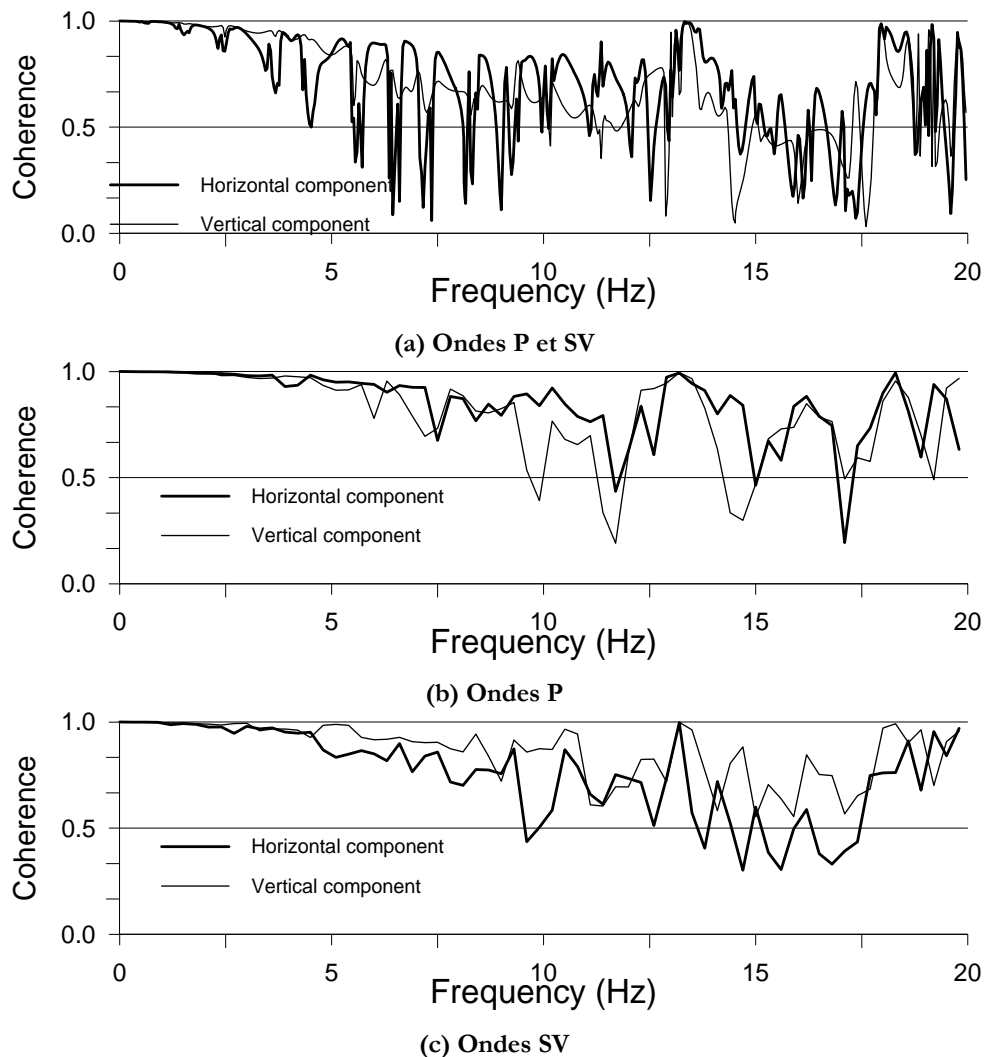 1.0
Coherence
0.5
Horizontal component
Vertical component
0.0
0 5 10 15 20
Frequency (Hz)
(a) Ondes P et SV
1.0
Coherence
0.5
Horizontal component
Vertical component
0.0
0 5 10 15 20
Frequency (Hz)
(b) Ondes P
1.0
Coherence
0.5
Horizontal component
Vertical component
0.0
0 5 10 15 20
Frequency (Hz)
(c) Ondes SV